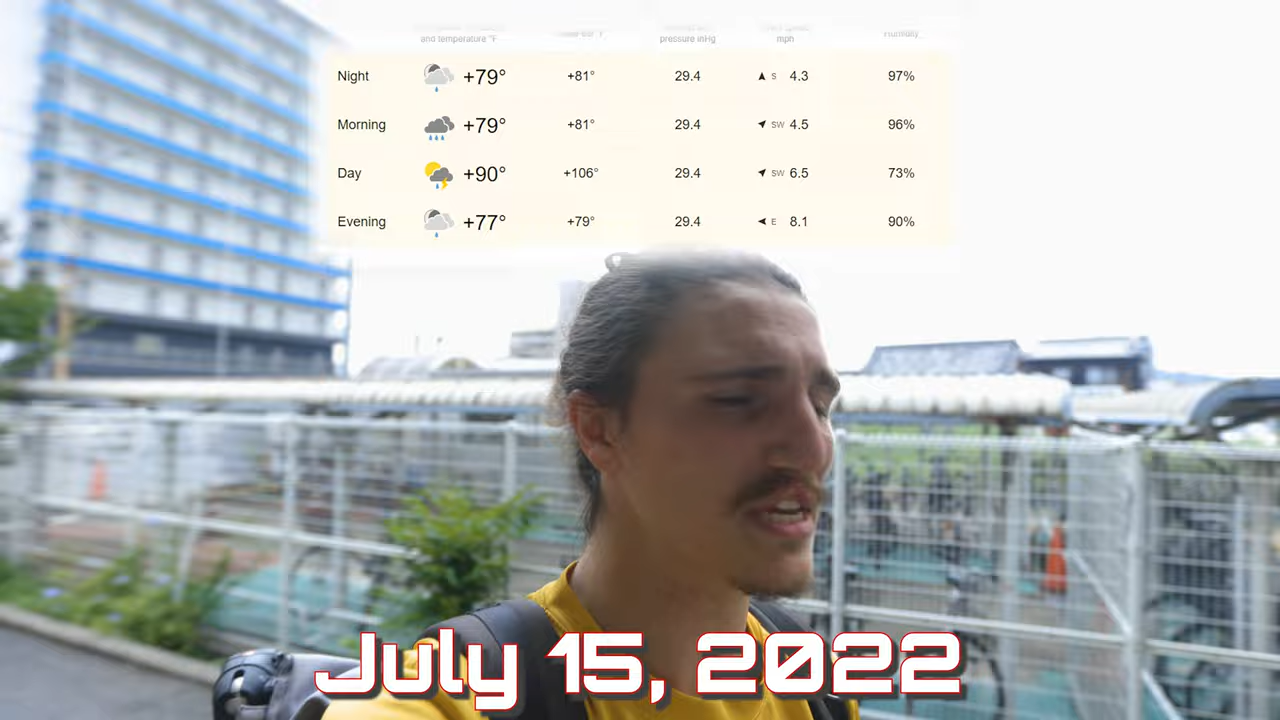 and temperature °F
pressure inHg
mph
Humidity
Night +79° +81° 29.4 S 4.3 97%
Morning +79° +81° 29.4 SW 4.5 96%
Day +90° +106° 29.4 SW 6.5 73%
Evening +77° +79° 29.4 E 8.1 90%
July 15, 2022